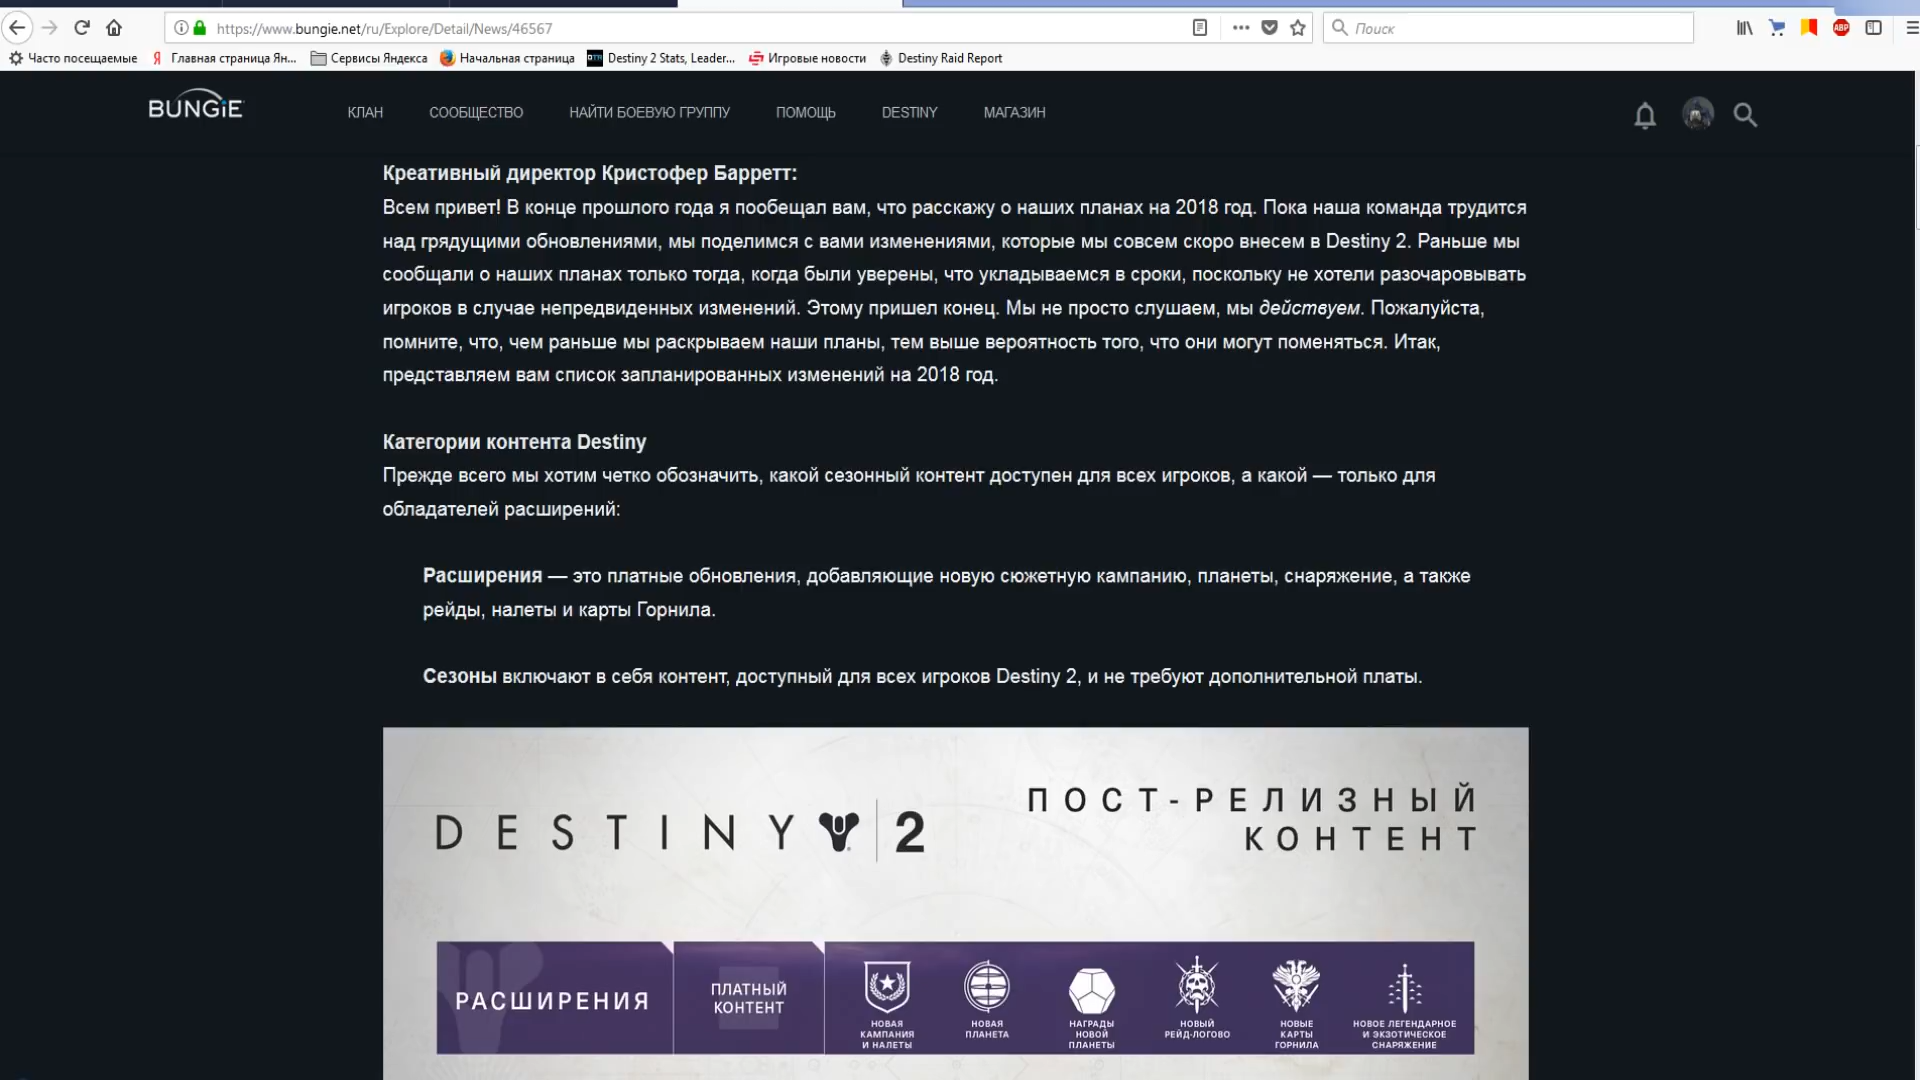 https://www.bungie.net/ru/Explore/Detail/News/46567
Поиск
Часто посещаемые
Главная страница Ян...
Сервисы Яндекса
Начальная страница
Destiny 2 Stats, Leader...
Игровые новости
Destiny Raid Report
BUNGiE
КЛАН
СООБЩЕСТВО
НАЙТИ БОЕВУЮ ГРУППУ
ПОМОЩЬ
DESTINY
МАГАЗИН
Креативный директор Кристофер Барретт:
Всем привет! В конце прошлого года я пообещал вам, что расскажу о наших планах на 2018 год. Пока наша команда трудится
над грядущими обновлениями, мы поделимся с вами изменениями, которые мы совсем скоро внесем в Destiny 2. Раньше мы
сообщали о наших планах только тогда, когда были уверены, что укладываемся в сроки, поскольку не хотели разочаровывать
игроков в случае непредвиденных изменений. Этому пришел конец. Мы не просто слушаем, мы действуем. Пожалуйста,
помните, что, чем раньше мы раскрываем наши планы, тем выше вероятность того, что они могут поменяться. Итак,
представляем вам список запланированных изменений на 2018 год.
Категории контента Destiny
Прежде всего мы хотим четко обозначить, какой сезонный контент доступен для всех игроков, а какой — только для
обладателей расширений:
Расширения — это платные обновления, добавляющие новую сюжетную кампанию, планеты, снаряжение, а также
рейды, налеты и карты Горнила.
Сезоны включают в себя контент, доступный для всех игроков Destiny 2, и не требуют дополнительной платы.
DESTINY 2
ПОСТ-РЕЛИЗНЫЙ
КОНТЕНТ
РАСШИРЕНИЯ
ПЛАТНЫЙ
КОНТЕНТ
НОВАЯ
КАМПАНИЯ
И НАЛЕТЫ
НОВАЯ
ПЛАНЕТА
НАГРАДЫ
НОВОЙ
ПЛАНЕТЫ
НОВЫЙ
РЕЙД-ЛОГОВО
НОВЫЕ
КАРТЫ
ГОРНИЛА
НОВОЕ ЛЕГЕНДАРНОЕ
И ЭКЗОТИЧЕСКОЕ
СНАРЯЖЕНИЕ